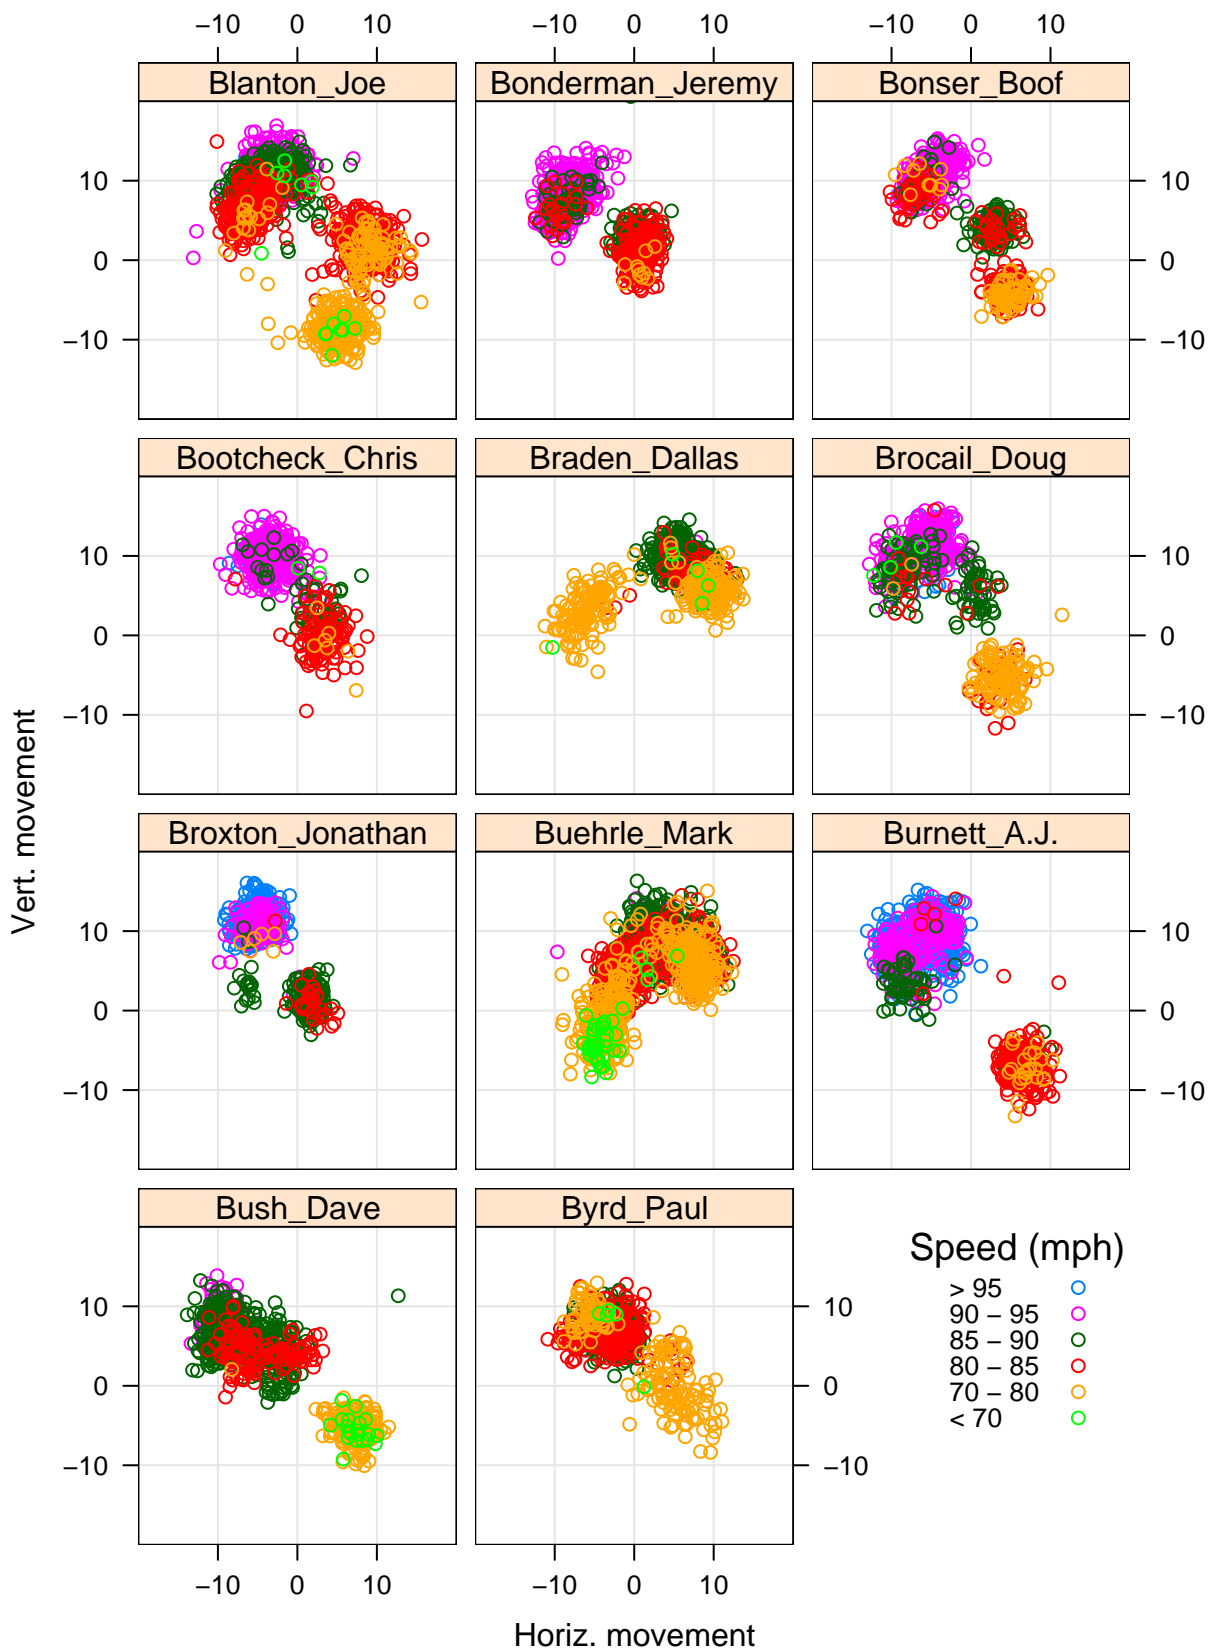 −10 0 10 −10 0 10
Blanton_Joe Bonderman_Jeremy Bonser_Boof
10 10
0 0
−10 −10
Bootcheck_Chris Braden_Dallas Brocail_Doug
10 10
0 0
−10 −10
Vert. movement
Broxton_Jonathan Buehrle_Mark Burnett_A.J.
10 10
0 0
−10 −10
Bush_Dave Byrd_Paul
10 10
0 0
−10 −10
Speed (mph)
> 95
90 − 95
85 − 90
80 − 85
70 − 80
< 70
−10 0 10 −10 0 10
Horiz. movement